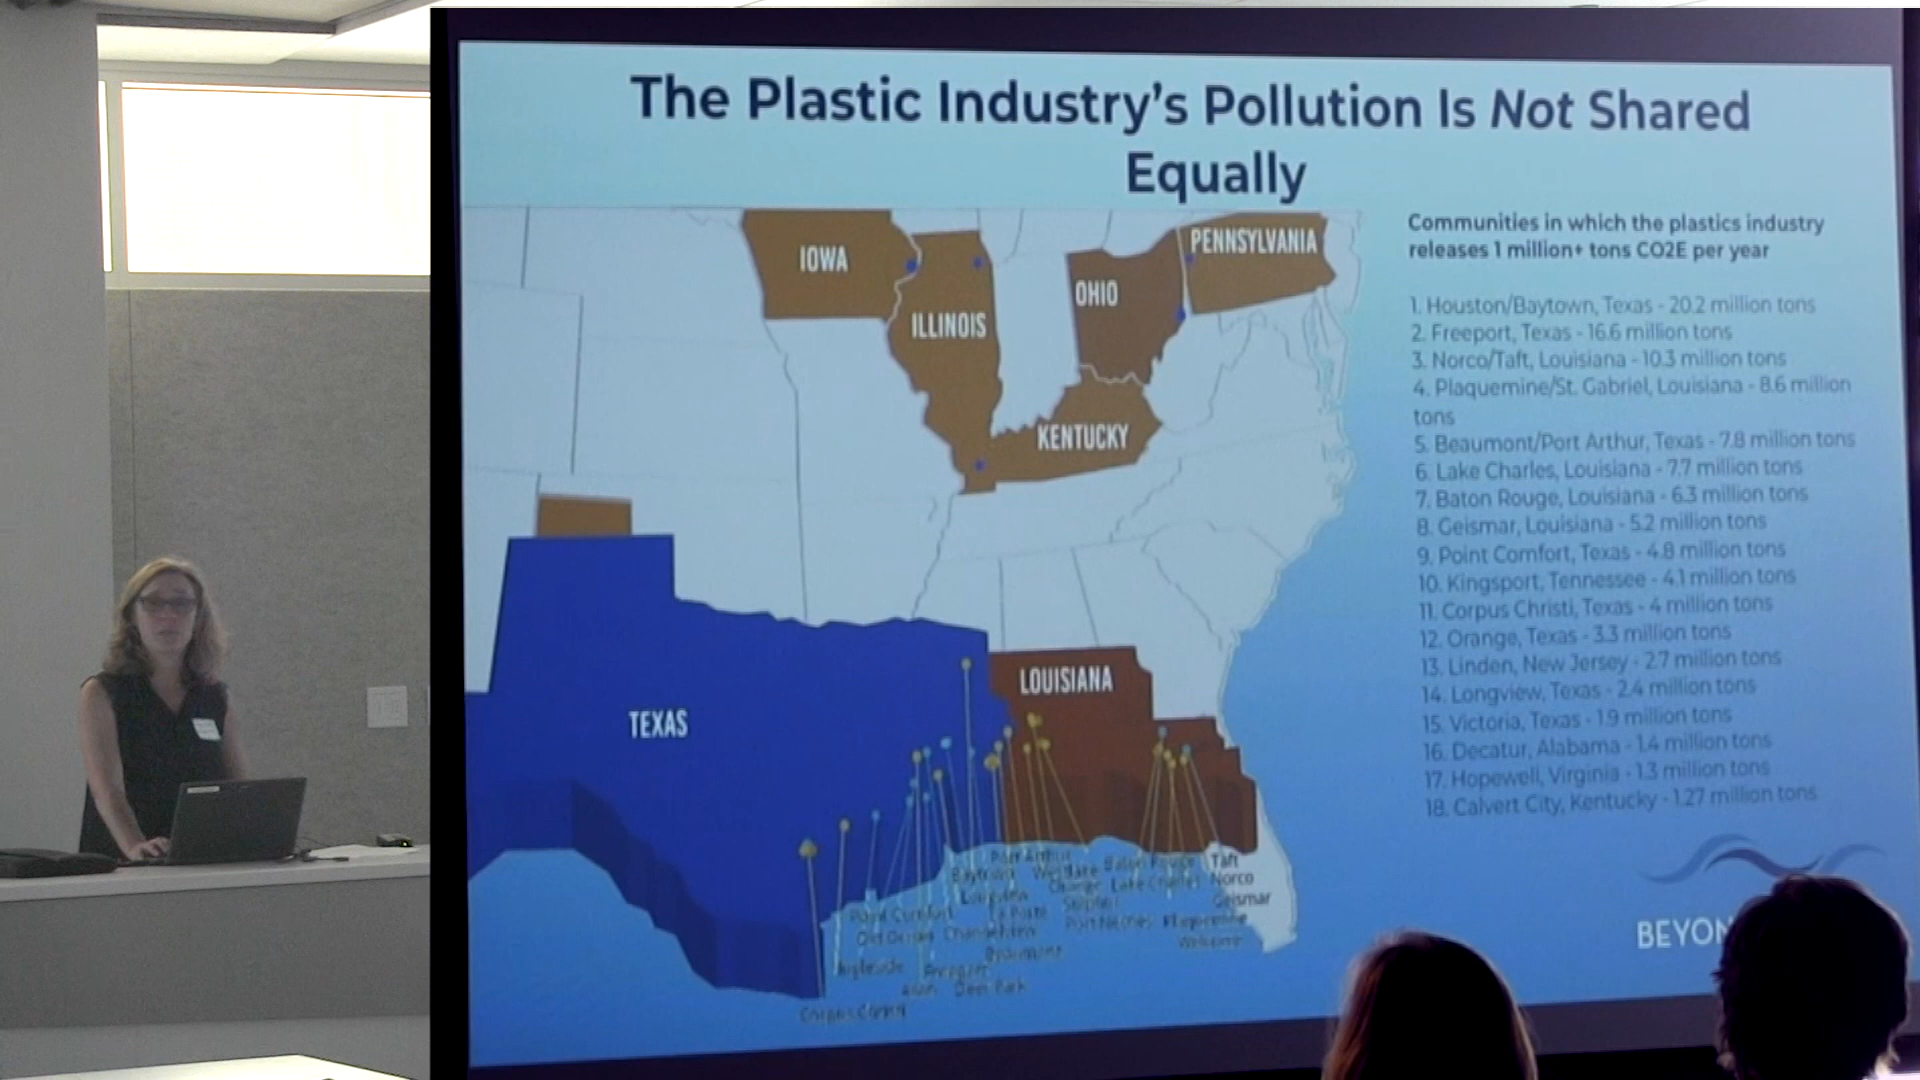 The Plastic Industry's Pollution Is Not Shared
Equally
Communities in which the plastics industry
releases 1 million+ tons CO2E per year
1. Houston/Baytown, Texas - 20.2 million tons
2. Freeport, Texas - 16.6 million tons
3. Norco/Taft, Louisiana - 10.3 million tons
4. Plaquemine/St. Gabriel, Louisiana - 8.6 million
tons
5. Beaumont/Port Arthur, Texas - 7.8 million tons
6. Lake Charles, Louisiana - 7.7 million tons
7. Baton Rouge, Louisiana - 6.3 million tons
8. Geismar, Louisiana - 5.2 million tons
9. Point Comfort, Texas - 4.8 million tons
10. Kingsport, Tennessee - 4.1 million tons
11. Corpus Christi, Texas - 4 million tons
12. Orange, Texas - 3.3 million tons
13. Linden, New Jersey - 2.7 million tons
14. Longview, Texas - 2.4 million tons
15. Victoria, Texas - 1.9 million tons
16. Decatur, Alabama - 1.4 million tons
17. Hopewell, Virginia - 1.3 million tons
18. Calvert City, Kentucky - 1.27 million tons
IOWA
ILLINOIS
OHIO
PENNSYLVANIA
KENTUCKY
TEXAS
LOUISIANA
Port Arthur
Baton Rouge
Taft
Baytown
Westlake
Orange
Lake Charles
Norco
Longview
Geismar
La Porte
Point Comfort
Port Neches
Plaquemine
Channelview
Welcome
Beaumont
Ingleside
Freeport
Deer Park
Corpus Christi
BEYON